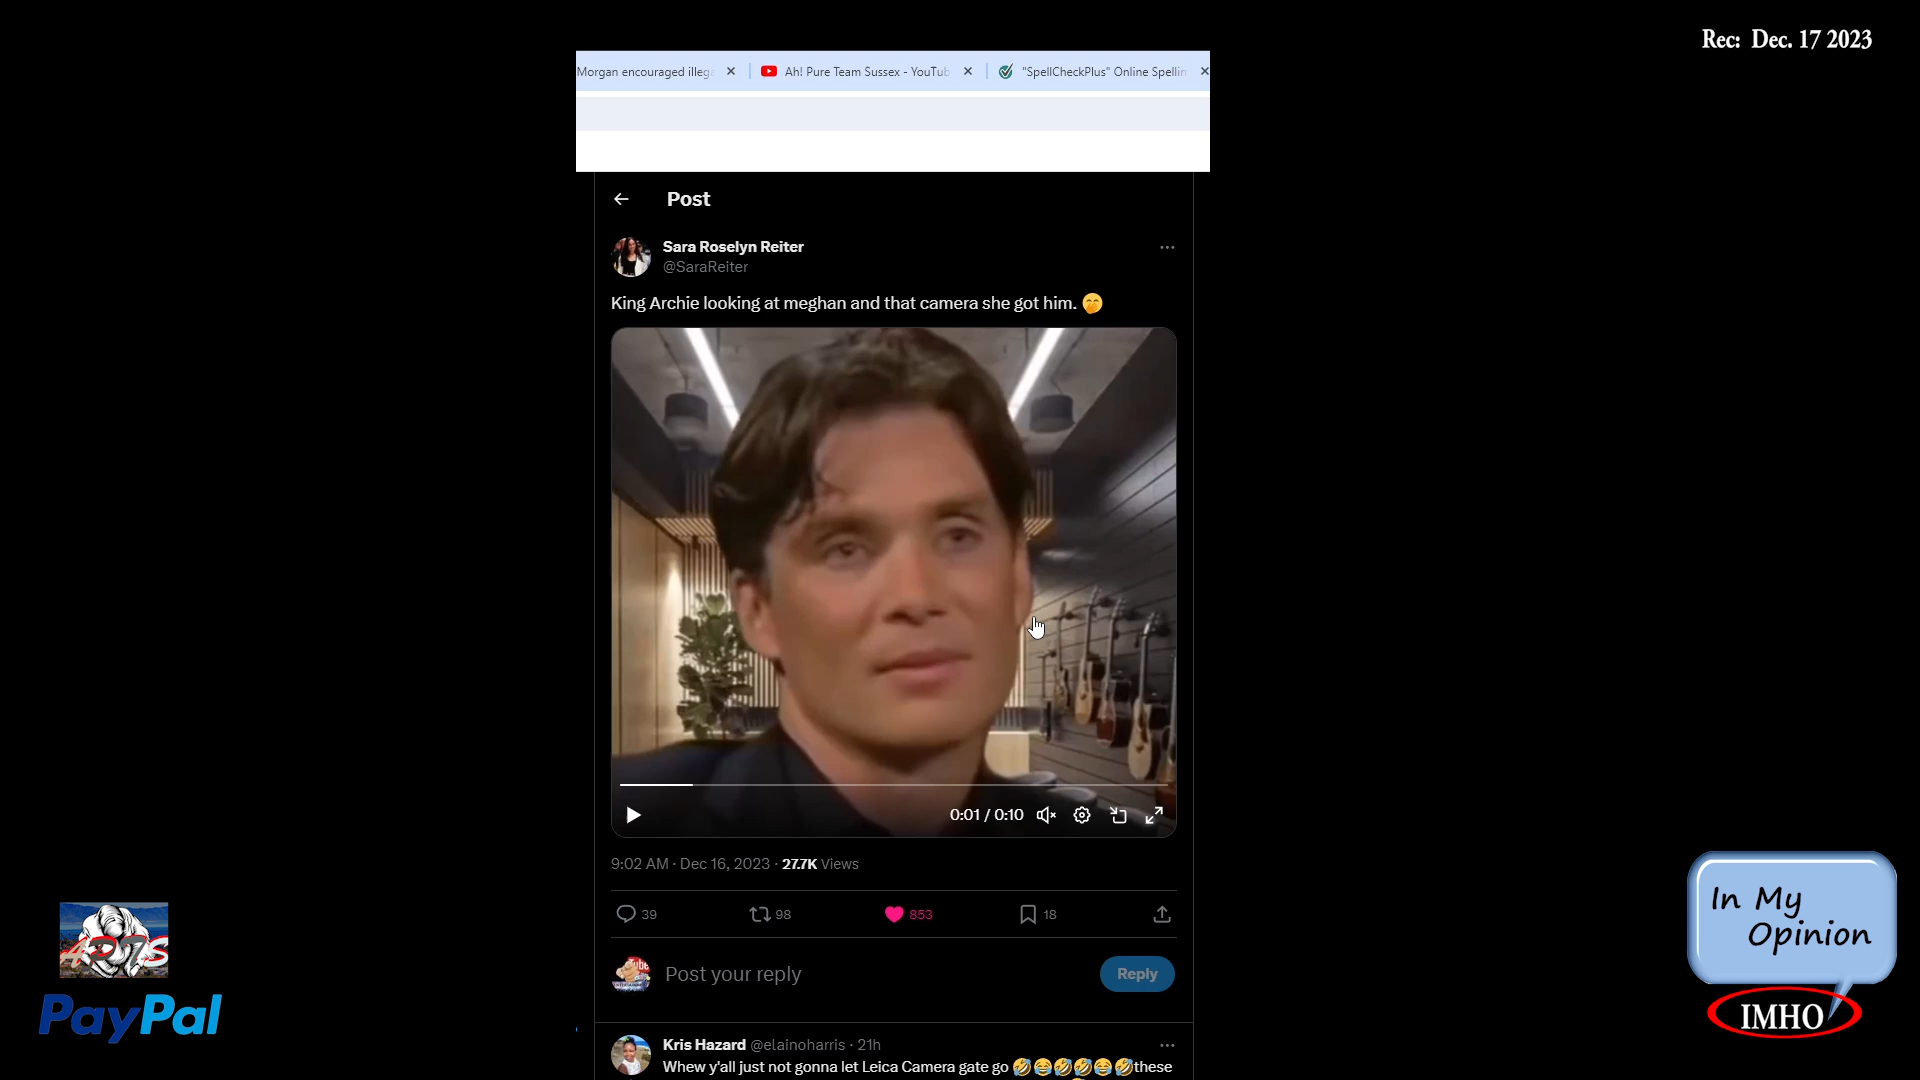 Rec: Dec. 17 2023
Morgan encouraged illega
Ah! Pure Team Sussex - YouTub
"SpellCheckPlus" Online Spellin
Post
Sara Roselyn Reiter
@SaraReiter
King Archie looking at meghan and that camera she got him. 🤭
0:01 / 0:10
9:02 AM · Dec 16, 2023 · 27.7K Views
39 98 853 18
Post your reply
Reply
Kris Hazard @elainoharris · 21h
Whew y'all just not gonna let Leica Camera gate go 🤣😂🤣🤣😂🤣these
APTS
PayPal
In My
Opinion
IMHO